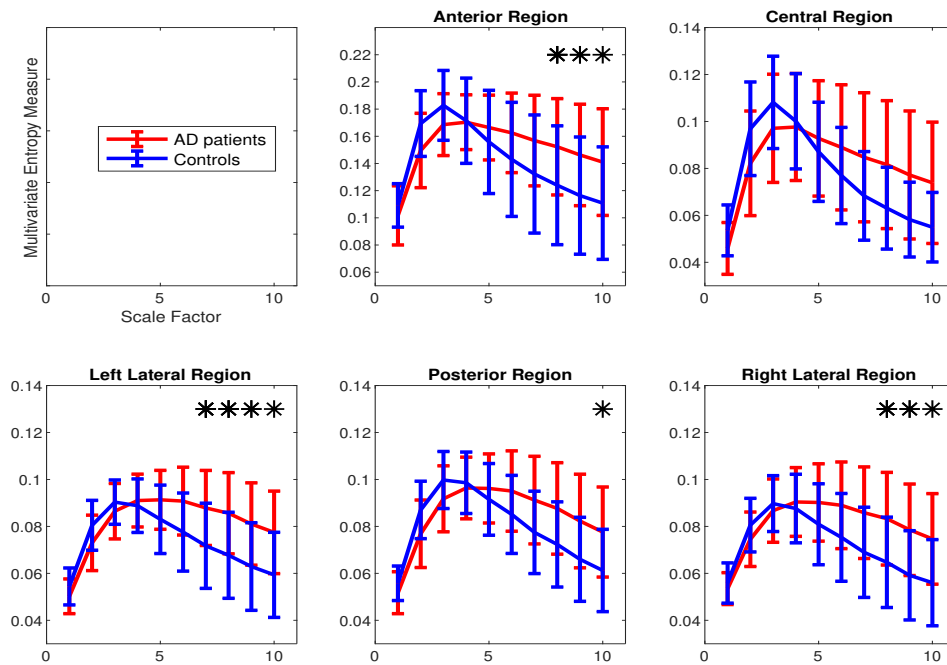 Anterior Region
Central Region
Multivariate Entropy Measure
AD patients
Controls
0 5 10
Scale Factor
0.22
0.2
0.18
0.16
0.14
0.12
0.1
0.08
0.06
0 5 10
0.14
0.12
0.1
0.08
0.06
0.04
0 5 10
Left Lateral Region
Posterior Region
Right Lateral Region
0.14
0.12
0.1
0.08
0.06
0.04
0 5 10
0.14
0.12
0.1
0.08
0.06
0.04
0 5 10
0.14
0.12
0.1
0.08
0.06
0.04
0 5 10